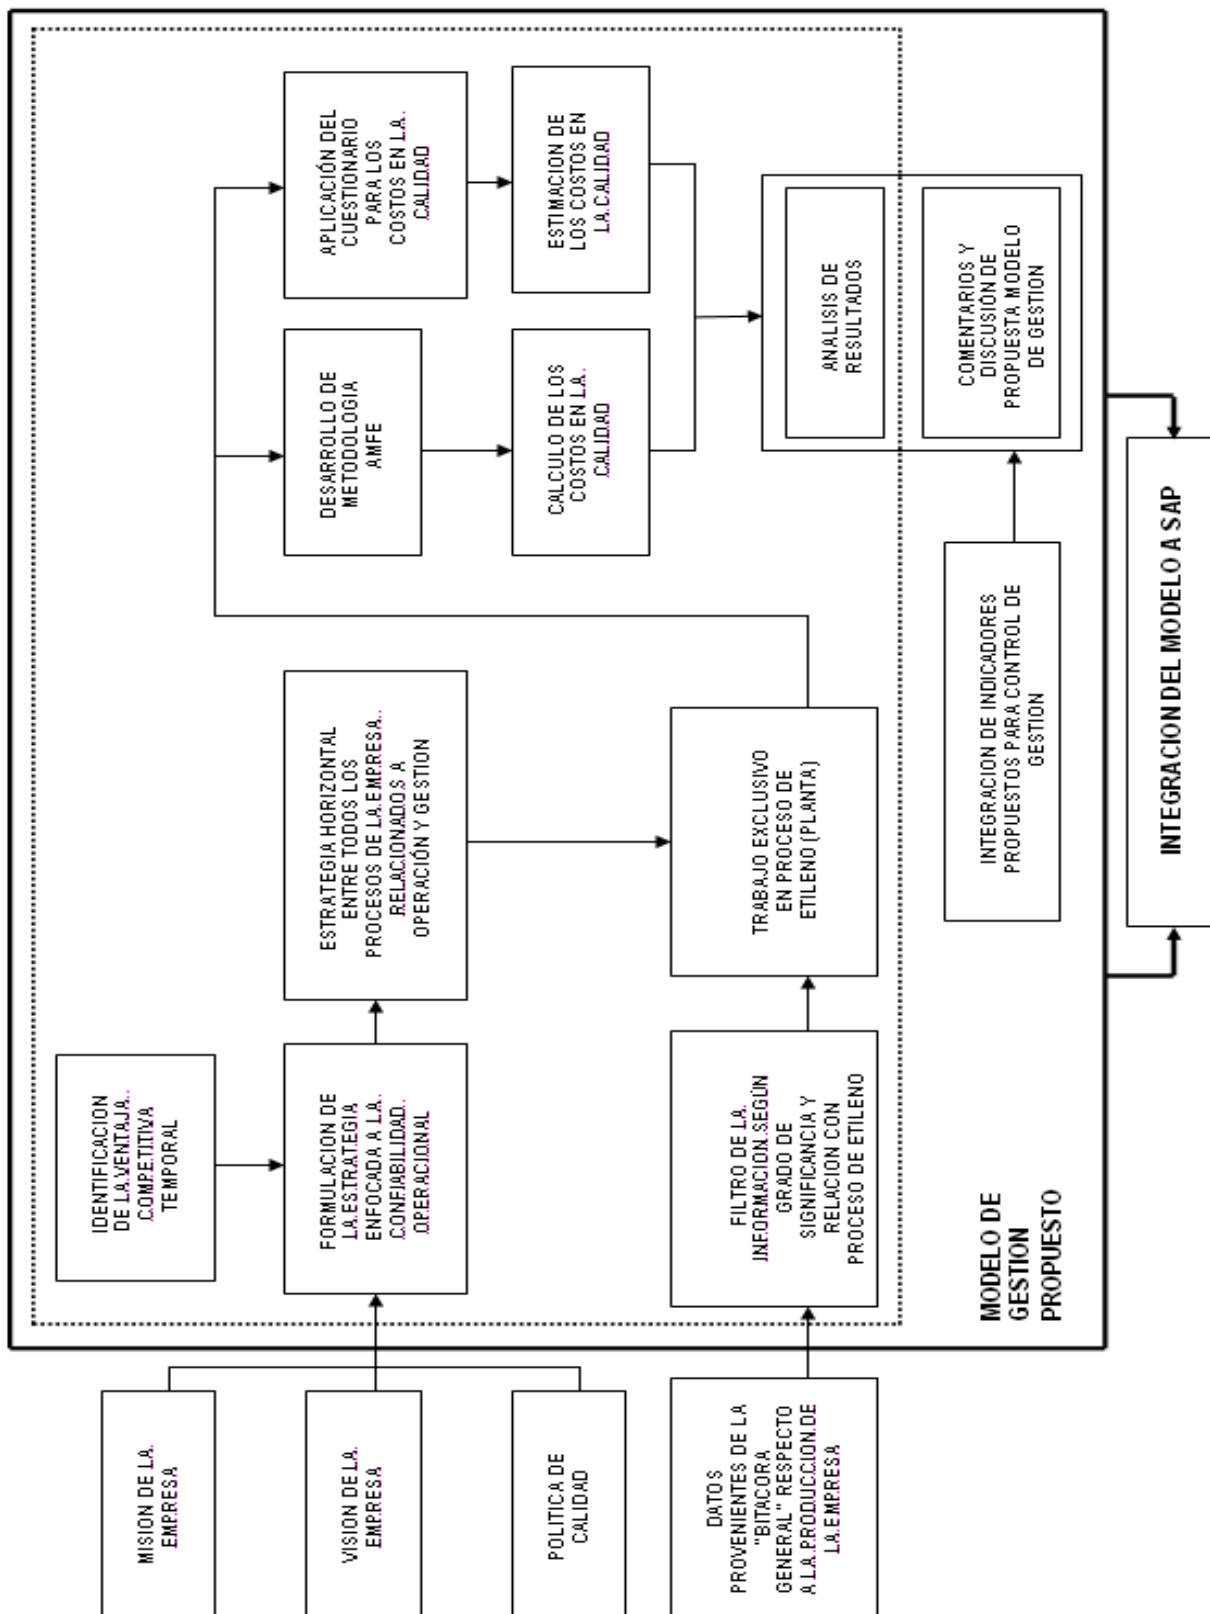 MISION DE LA
EMPRESA
VISION DE LA
EMPRESA
POLITICA DE
CALIDAD
DATOS
PROVENIENTES DE LA
"BITACORA
GENERAL" RESPECTO
A LA PRODUCCION DE
LA EMPRESA
IDENTIFICACION
DE LA VENTAJA
COMPETITIVA
TEMPORAL
FORMULACION DE
LA ESTRATEGIA
ENFOCADA A LA
CONFIABILIDAD
OPERACIONAL
FILTRO DE LA
INFORMACION SEGÚN
GRADO DE
SIGNIFICANCIA Y
RELACION CON
PROCESO DE ETILENO
ESTRATEGIA HORIZONTAL
ENTRE TODOS LOS
PROCESOS DE LA EMPRESA
RELACIONADOS A
OPERACIÓN Y GESTION
TRABAJO EXCLUSIVO
EN PROCESO DE
ETILENO (PLANTA)
DESARROLLO DE
METODOLOGIA
AMFE
CALCULO DE LOS
COSTOS EN LA
CALIDAD
APLICACIÓN DEL
CUESTIONARIO
PARA LOS
COSTOS EN LA
CALIDAD
ESTIMACION DE
LOS COSTOS EN
LA CALIDAD
ANALISIS DE
RESULTADOS
COMENTARIOS Y
DISCUSIÓN DE
PROPUESTA MODELO
DE GESTION
INTEGRACION DE INDICADORES
PROPUESTOS PARA CONTROL DE
GESTION
MODELO DE
GESTION
PROPUESTO
INTEGRACION DEL MODELO A SAP